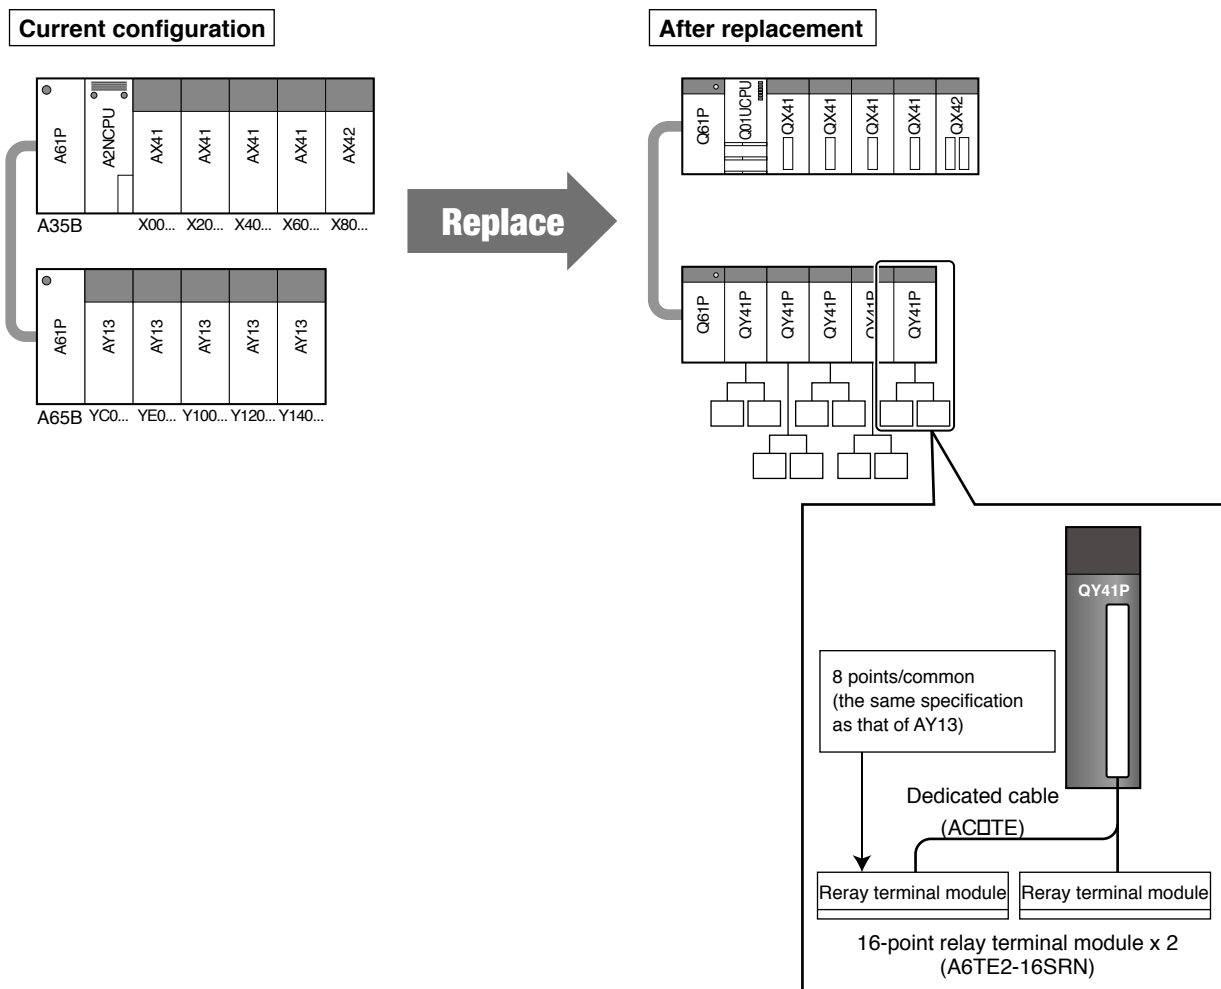 Current configuration
A61P
A2NCPU
AX41
AX41
AX41
AX41
AX42
A35B
X00...
X20...
X40...
X60...
X80...
A61P
AY13
AY13
AY13
AY13
AY13
A65B
YC0...
YE0...
Y100...
Y120...
Y140...
Replace
After replacement
Q61P
Q01UCPU
QX41
QX41
QX41
QX41
QX42
Q61P
QY41P
QY41P
QY41P
QY41P
QY41P
QY41P
8 points/common
(the same specification
as that of AY13)
Dedicated cable
(AC□TE)
Reray terminal module
Reray terminal module
16-point relay terminal module x 2
(A6TE2-16SRN)